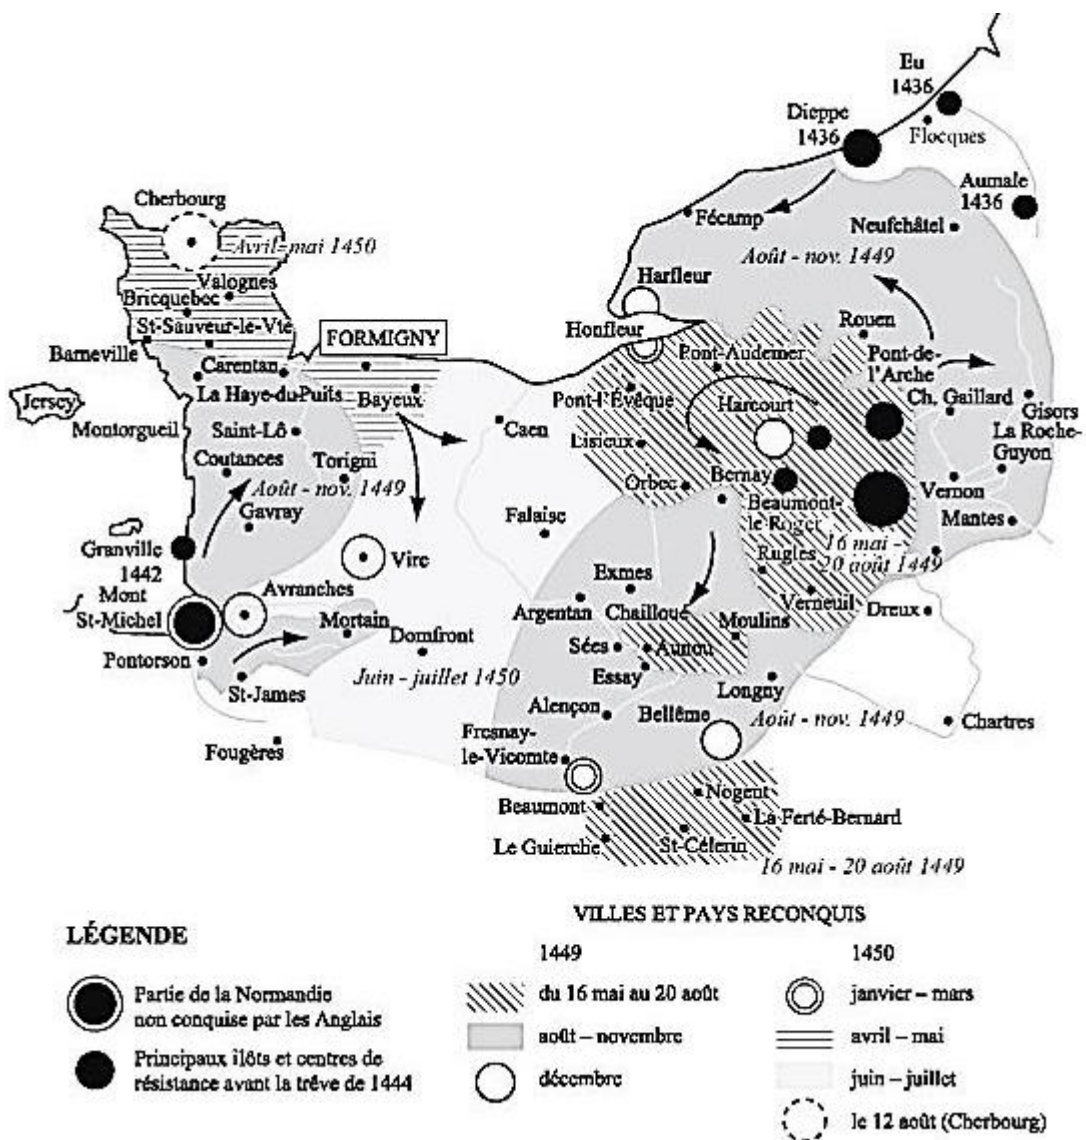 Eu
1436
Dieppe
1436
Flocques
Aumale
1436
Cherbourg
Fécamp
Neufchâtel
Avril-mai 1450
Août - nov. 1449
Valognes
Bricquebec
Harfleur
St-Sauveur-le-Vte
Honfleur
Rouen
Barneville
FORMIGNY
Pont-Audemer
Pont-de-
l'Arche
Carentan
La Haye-du-Puits
Bayeux
Pont-l'Évêque
Harcourt
Ch. Gaillard
Jersey
Gisors
Montorgueil
Saint-Lô
Caen
Lisieux
La Roche-
Guyon
Coutances
Torigni
Bernay
Orbec
Vernon
Août - nov. 1449
Beaumont-
le-Roger
Gavray
Falaise
Mantes
Granville
1442
Vire
Rugles
16 mai -
20 août 1449
Mont
St-Michel
Avranches
Exmes
Argentan
Chailloué
Verneuil
Dreux
Mortain
Domfront
Moulins
Pontorson
Sées
Aunou
Essay
Juin - juillet 1450
St-James
Longny
Alençon
Bellême
Août - nov. 1449
Chartres
Fougères
Fresnay-
le-Vicomte
Nogent
Beaumont
La Ferté-Bernard
Le Guierche
St-Célerin
16 mai - 20 août 1449
VILLES ET PAYS RECONQUIS
LÉGENDE
1449
1450
Partie de la Normandie
non conquise par les Anglais
Principaux îlôts et centres de
résistance avant la trêve de 1444
du 16 mai au 20 août
août – novembre
décembre
janvier – mars
avril – mai
juin – juillet
le 12 août (Cherbourg)